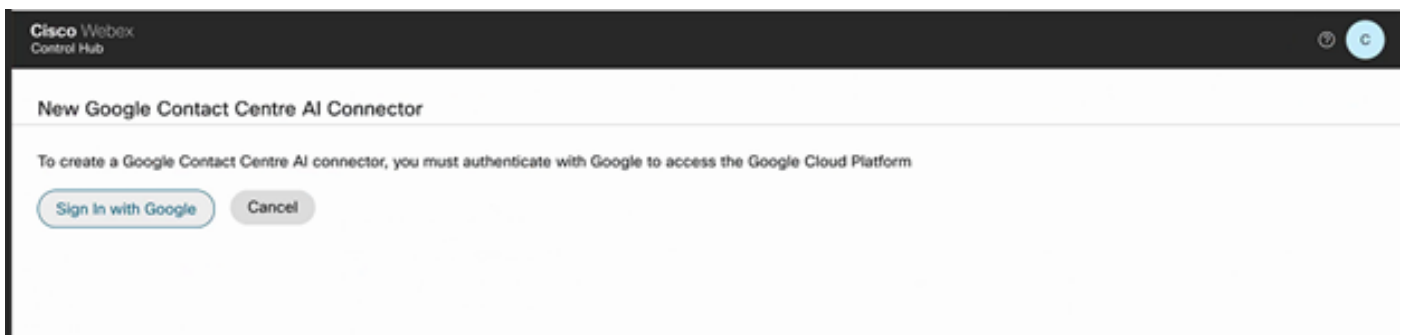 Cisco Webex
Control Hub
C
New Google Contact Centre AI Connector
To create a Google Contact Centre AI connector, you must authenticate with Google to access the Google Cloud Platform
Sign In with Google
Cancel